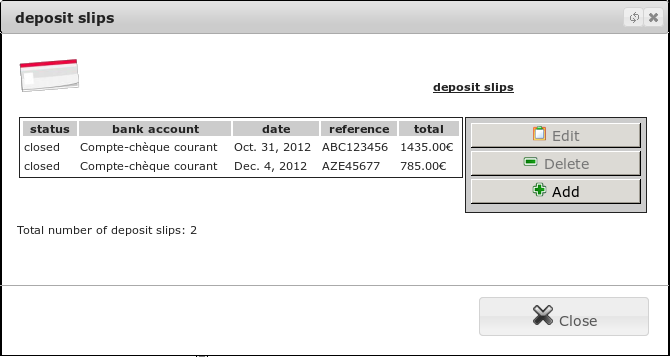 deposit slips
deposit slips
status bank account date reference total
closed Compte-chèque courant Oct. 31, 2012 ABC123456 1435.00€
closed Compte-chèque courant Dec. 4, 2012 AZE45677 785.00€
Edit
Delete
Add
Total number of deposit slips: 2
Close